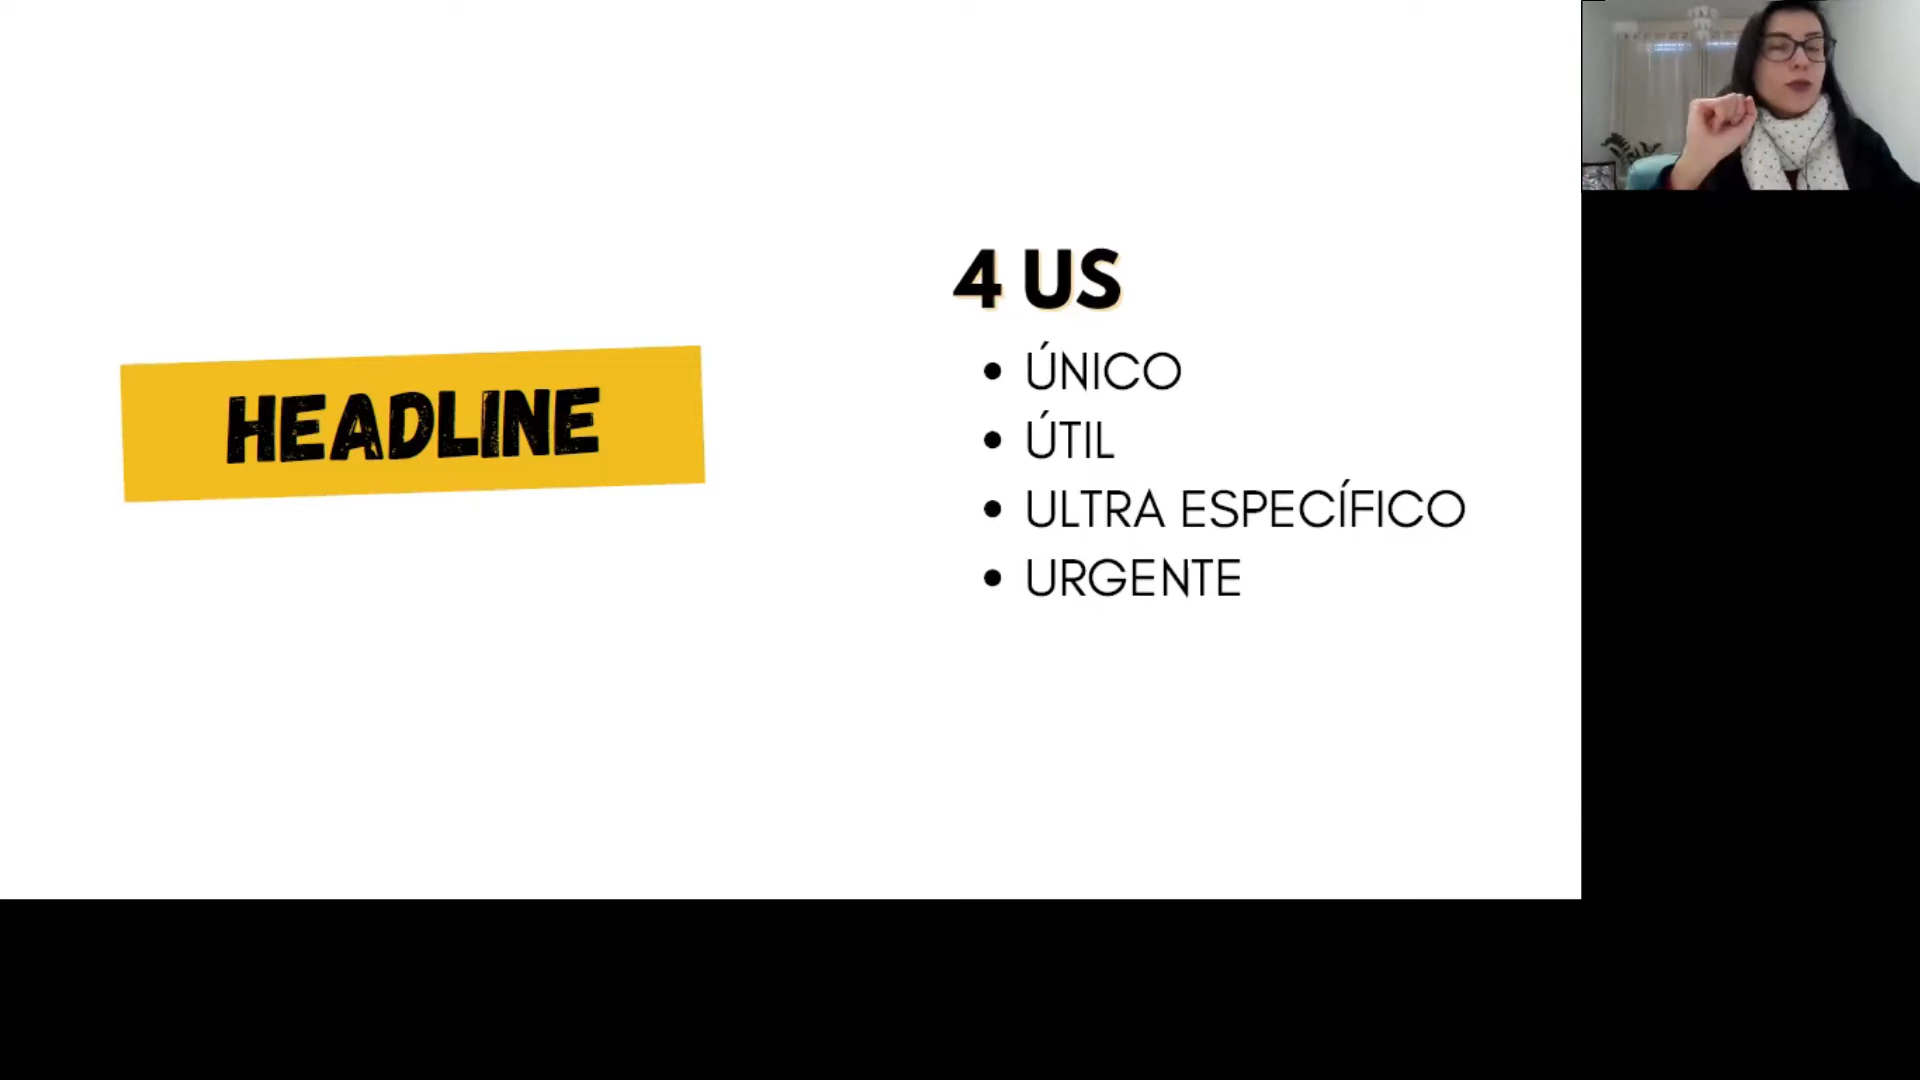 HEADLINE
4 US
• ÚNICO
• ÚTIL
• ULTRA ESPECÍFICO
• URGENTE